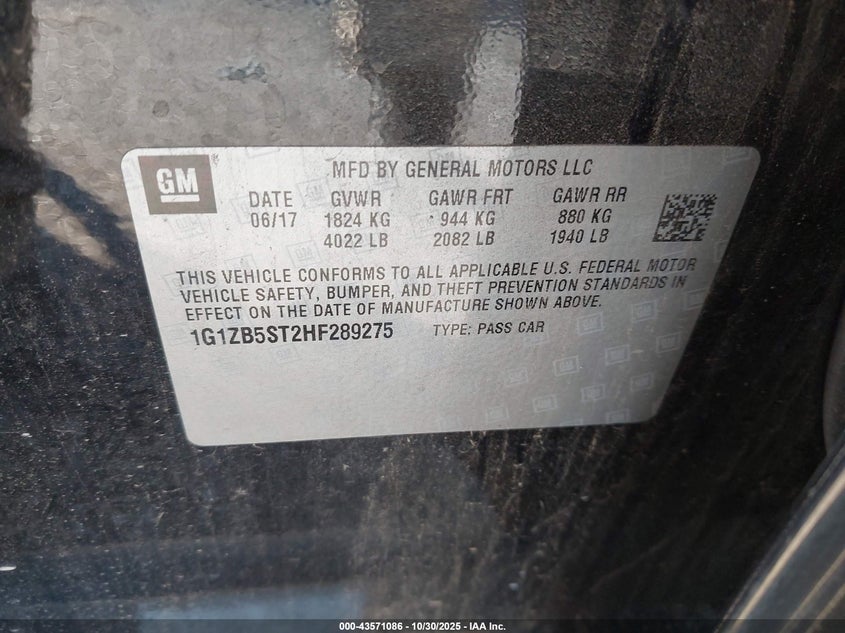 GM
MFD BY GENERAL MOTORS LLC
DATE GVWR GAWR FRT GAWR RR
06/17 1824 KG 944 KG 880 KG
4022 LB 2082 LB 1940 LB
THIS VEHICLE CONFORMS TO ALL APPLICABLE U.S. FEDERAL MOTOR
VEHICLE SAFETY, BUMPER, AND THEFT PREVENTION STANDARDS IN
EFFECT ON THE DATE OF MANUFACTURE SHOWN ABOVE.
1G1ZB5ST2HF289275 TYPE: PASS CAR
000-43571086 - 10/30/2025 - IAA Inc.